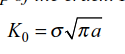 K₀ = σ√πa